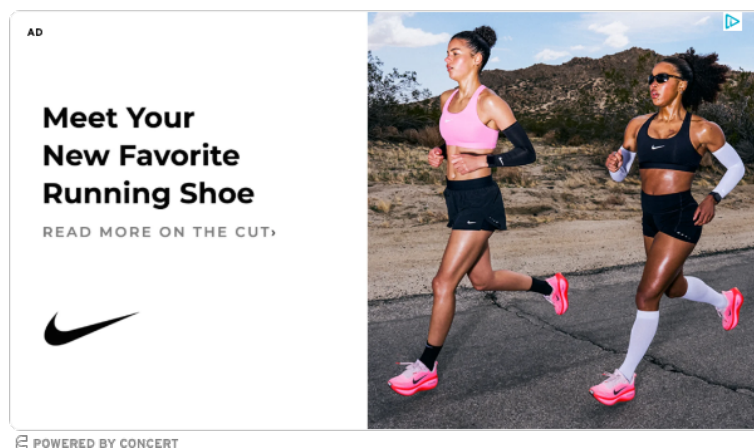 AD
Meet Your
New Favorite
Running Shoe
READ MORE ON THE CUT›
POWERED BY CONCERT